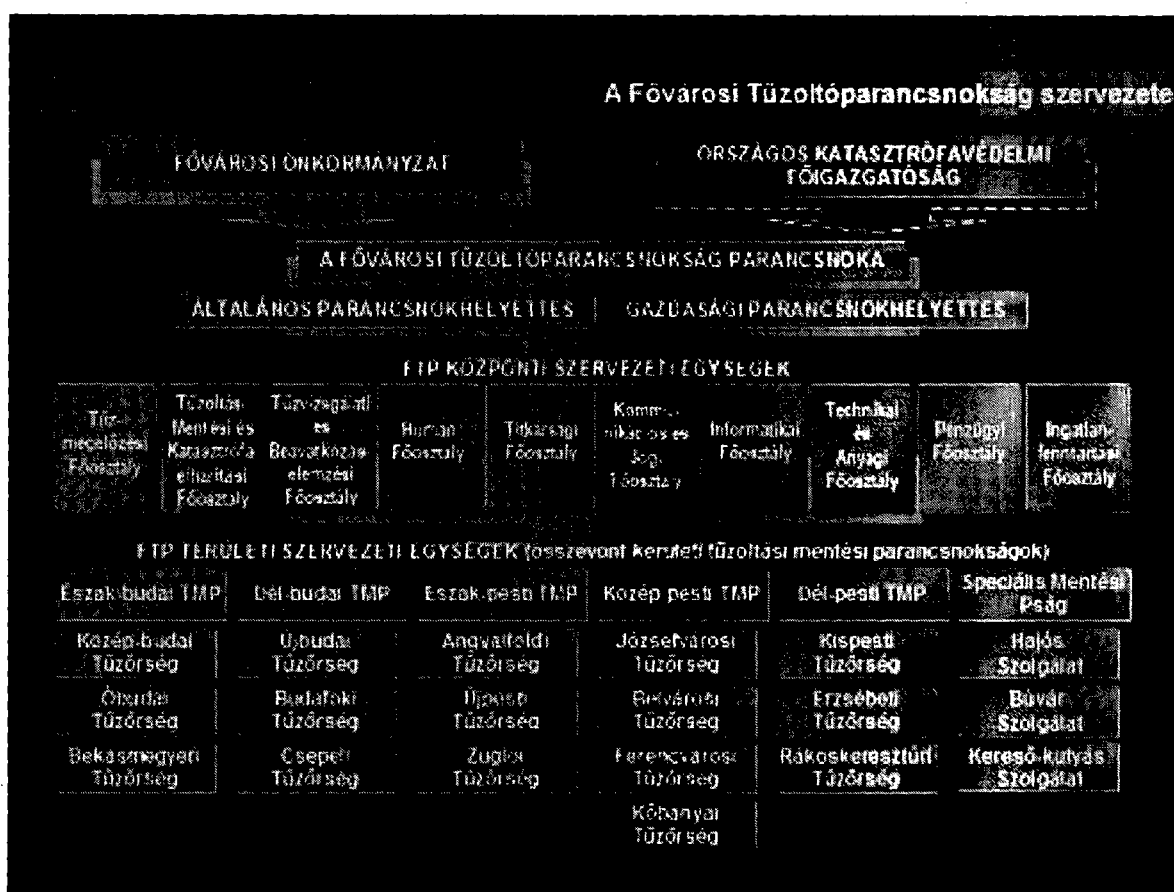 A Fővárosi Tűzoltóparancsnokság szervezete
FŐVÁROSI ÖNKORMÁNYZAT
ORSZÁGOS KATASZTRÓFAVÉDELMI
FŐIGAZGATÓSÁG
A FŐVÁROSI TŰZOLTÓPARANCSNOKSÁG PARANCSNOKA
ÁLTALÁNOS PARANCSNOKHELYETTES
GAZDASÁGI PARANCSNOKHELYETTES
FTP KÖZPONTI SZERVEZETI EGYSÉGEK
Tűz-
megelőzési
Főosztály
Tűzoltás-
Mentési és
Katasztrófa
elhárítási
Főosztály
Tűzvizsgálati
és
Beavatkozás
elemzési
Főosztály
Humán
Főosztály
Titkársági
Főosztály
Kommu-
nikációs és
Jogi
Főosztály
Informatikai
Főosztály
Technikai
és
Anyagi
Főosztály
Pénzügyi
Főosztály
Ingatlan-
fenntartási
Főosztály
FTP TERÜLETI SZERVEZETI EGYSÉGEK (összevont kerületi tűzoltási mentési parancsnokságok)
Észak-budai TMP
Dél-budai TMP
Észak-pesti TMP
Közép-pesti TMP
Dél-pesti TMP
Speciális Mentési
Pság
Közép-budai
Tűzőrség
Újbudai
Tűzőrség
Angyalföldi
Tűzőrség
Józsefvárosi
Tűzőrség
Kispesti
Tűzőrség
Hajós
Szolgálat
Óbudai
Tűzőrség
Budafoki
Tűzőrség
Újpesti
Tűzőrség
Belvárosi
Tűzőrség
Erzsébeti
Tűzőrség
Búvár
Szolgálat
Békásmegyeri
Tűzőrség
Csepeli
Tűzőrség
Zuglói
Tűzőrség
Ferencvárosi
Tűzőrség
Rákoskeresztúri
Tűzőrség
Kereső-kutyás
Szolgálat
Kőbányai
Tűzőrség